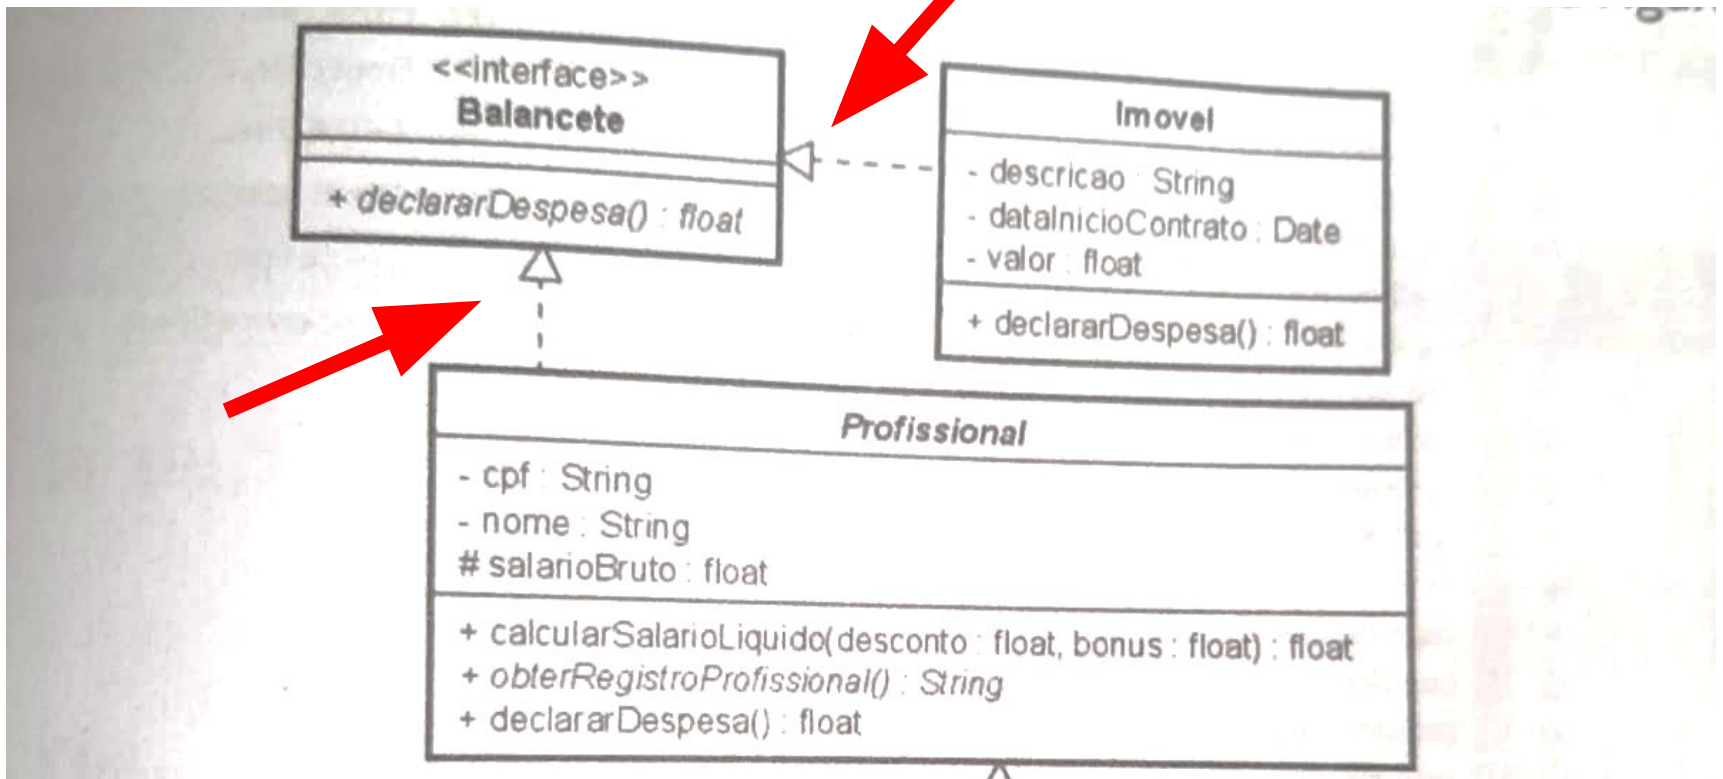 <<interface>>
Balancete
+ declararDespesa() : float
Imovel
- descricao : String
- dataInicioContrato : Date
- valor : float
+ declararDespesa() : float
Profissional
- cpf : String
- nome : String
# salarioBruto : float
+ calcularSalarioLiquido(desconto : float, bonus : float) : float
+ obterRegistroProfissional() : String
+ declararDespesa() : float